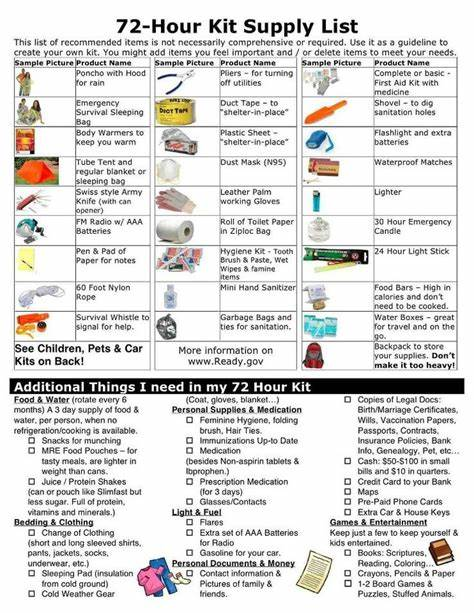 72-Hour Kit Supply List
This list of recommended items is not necessarily comprehensive or required. Use it as a guideline to
create your own kit. You might add items you feel important and / or delete items to meet your needs.
Sample Picture Product Name
Poncho with Hood
for rain
Emergency
Survival Sleeping
Bag
Body Warmers to
keep you warm
Tube Tent and
regular blanket or
sleeping bag
Swiss style Army
Knife (with can
opener)
FM Radio w/ AAA
Batteries
Pen & Pad of
Paper for notes
60 Foot Nylon
Rope
Survival Whistle to
signal for help.
See Children, Pets & Car
Kits on Back!
Sample Picture Product Name
Pliers – for turning
off utilities
DUCT TAPE
Duct Tape – to
"shelter-in-place"
Plastic Sheet –
"shelter-in-place"
Dust Mask (N95)
Leather Palm
working Gloves
Roll of Toilet Paper
in Ziploc Bag
Hygiene Kit - Tooth
Brush & Paste, Wet
Wipes & famine
items
Mini Hand Sanitizer
Garbage Bags and
ties for sanitation.
More information on
www.Ready.gov
Sample Picture Product Name
Complete or basic -
First Aid Kit with
medicine
Shovel – to dig
sanitation holes
Flashlight and extra
batteries
Waterproof Matches
Lighter
30 Hour Emergency
Candle
24 Hour Light Stick
Food Bars – High in
calories and don't
need to be cooked.
Water Boxes – great
for travel and on the
go.
Backpack to store
your supplies. Don't
make it too heavy!
Additional Things I need in my 72 Hour Kit
Food & Water (rotate every 6
months) A 3 day supply of food &
water, per person, when no
refrigeration/cooking is available.
Snacks for munching
MRE Food Pouches – for
tasty meals, are lighter in
weight than cans.
Juice / Protein Shakes
(can or pouch like Slimfast but
less sugar. Full of protein,
vitamins and minerals.)
Bedding & Clothing
Change of Clothing
(short and long sleeved shirts,
pants, jackets, socks,
underwear, etc.)
Sleeping Pad (insulation
from cold ground)
Cold Weather Gear
(Coat, gloves, blanket...)
Personal Supplies & Medication
Feminine Hygiene, folding
brush, Hair Ties.
Immunizations Up-to Date
Medication
(besides Non-aspirin tablets &
Ibprophen).
Prescription Medication
(for 3 days)
Glasses/Contacts
Light & Fuel
Flares
Extra set of AAA Batteries
for Radio
Gasoline for your car.
Personal Documents & Money
Contact information &
Pictures of family &
friends.
Copies of Legal Docs:
Birth/Marriage Certificates,
Wills, Vaccination Papers,
Passports, Contracts,
Insurance Policies, Bank
Info, Genealogy, Pet, etc...
Cash: $50-$100 in small
bills and $10 in quarters.
Credit Card to your Bank
Maps
Pre-Paid Phone Cards
Extra Car & House Keys
Games & Entertainment
Keep just a few to keep yourself &
kids entertained.
Books: Scriptures,
Reading, Coloring...
Crayons, Pencils & Paper
1-2 Board Games &
Puzzles, Stuffed Animals.